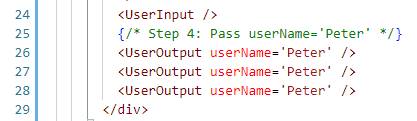 24 <UserInput />
25 {/* Step 4: Pass userName='Peter' */}
26 <UserOutput userName='Peter' />
27 <UserOutput userName='Peter' />
28 <UserOutput userName='Peter' />
29 </div>